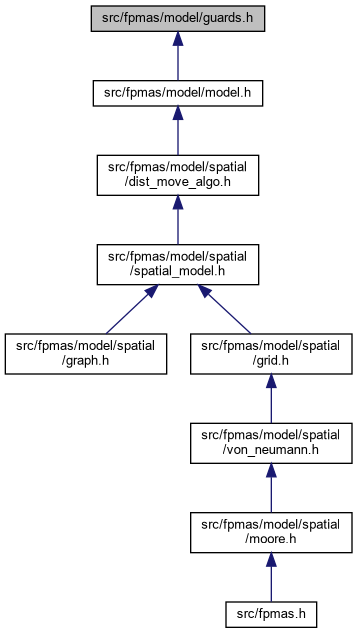 src/fpmas/model/guards.h
src/fpmas/model/model.h
src/fpmas/model/spatial
/dist_move_algo.h
src/fpmas/model/spatial
/spatial_model.h
src/fpmas/model/spatial
/graph.h
src/fpmas/model/spatial
/grid.h
src/fpmas/model/spatial
/von_neumann.h
src/fpmas/model/spatial
/moore.h
src/fpmas.h